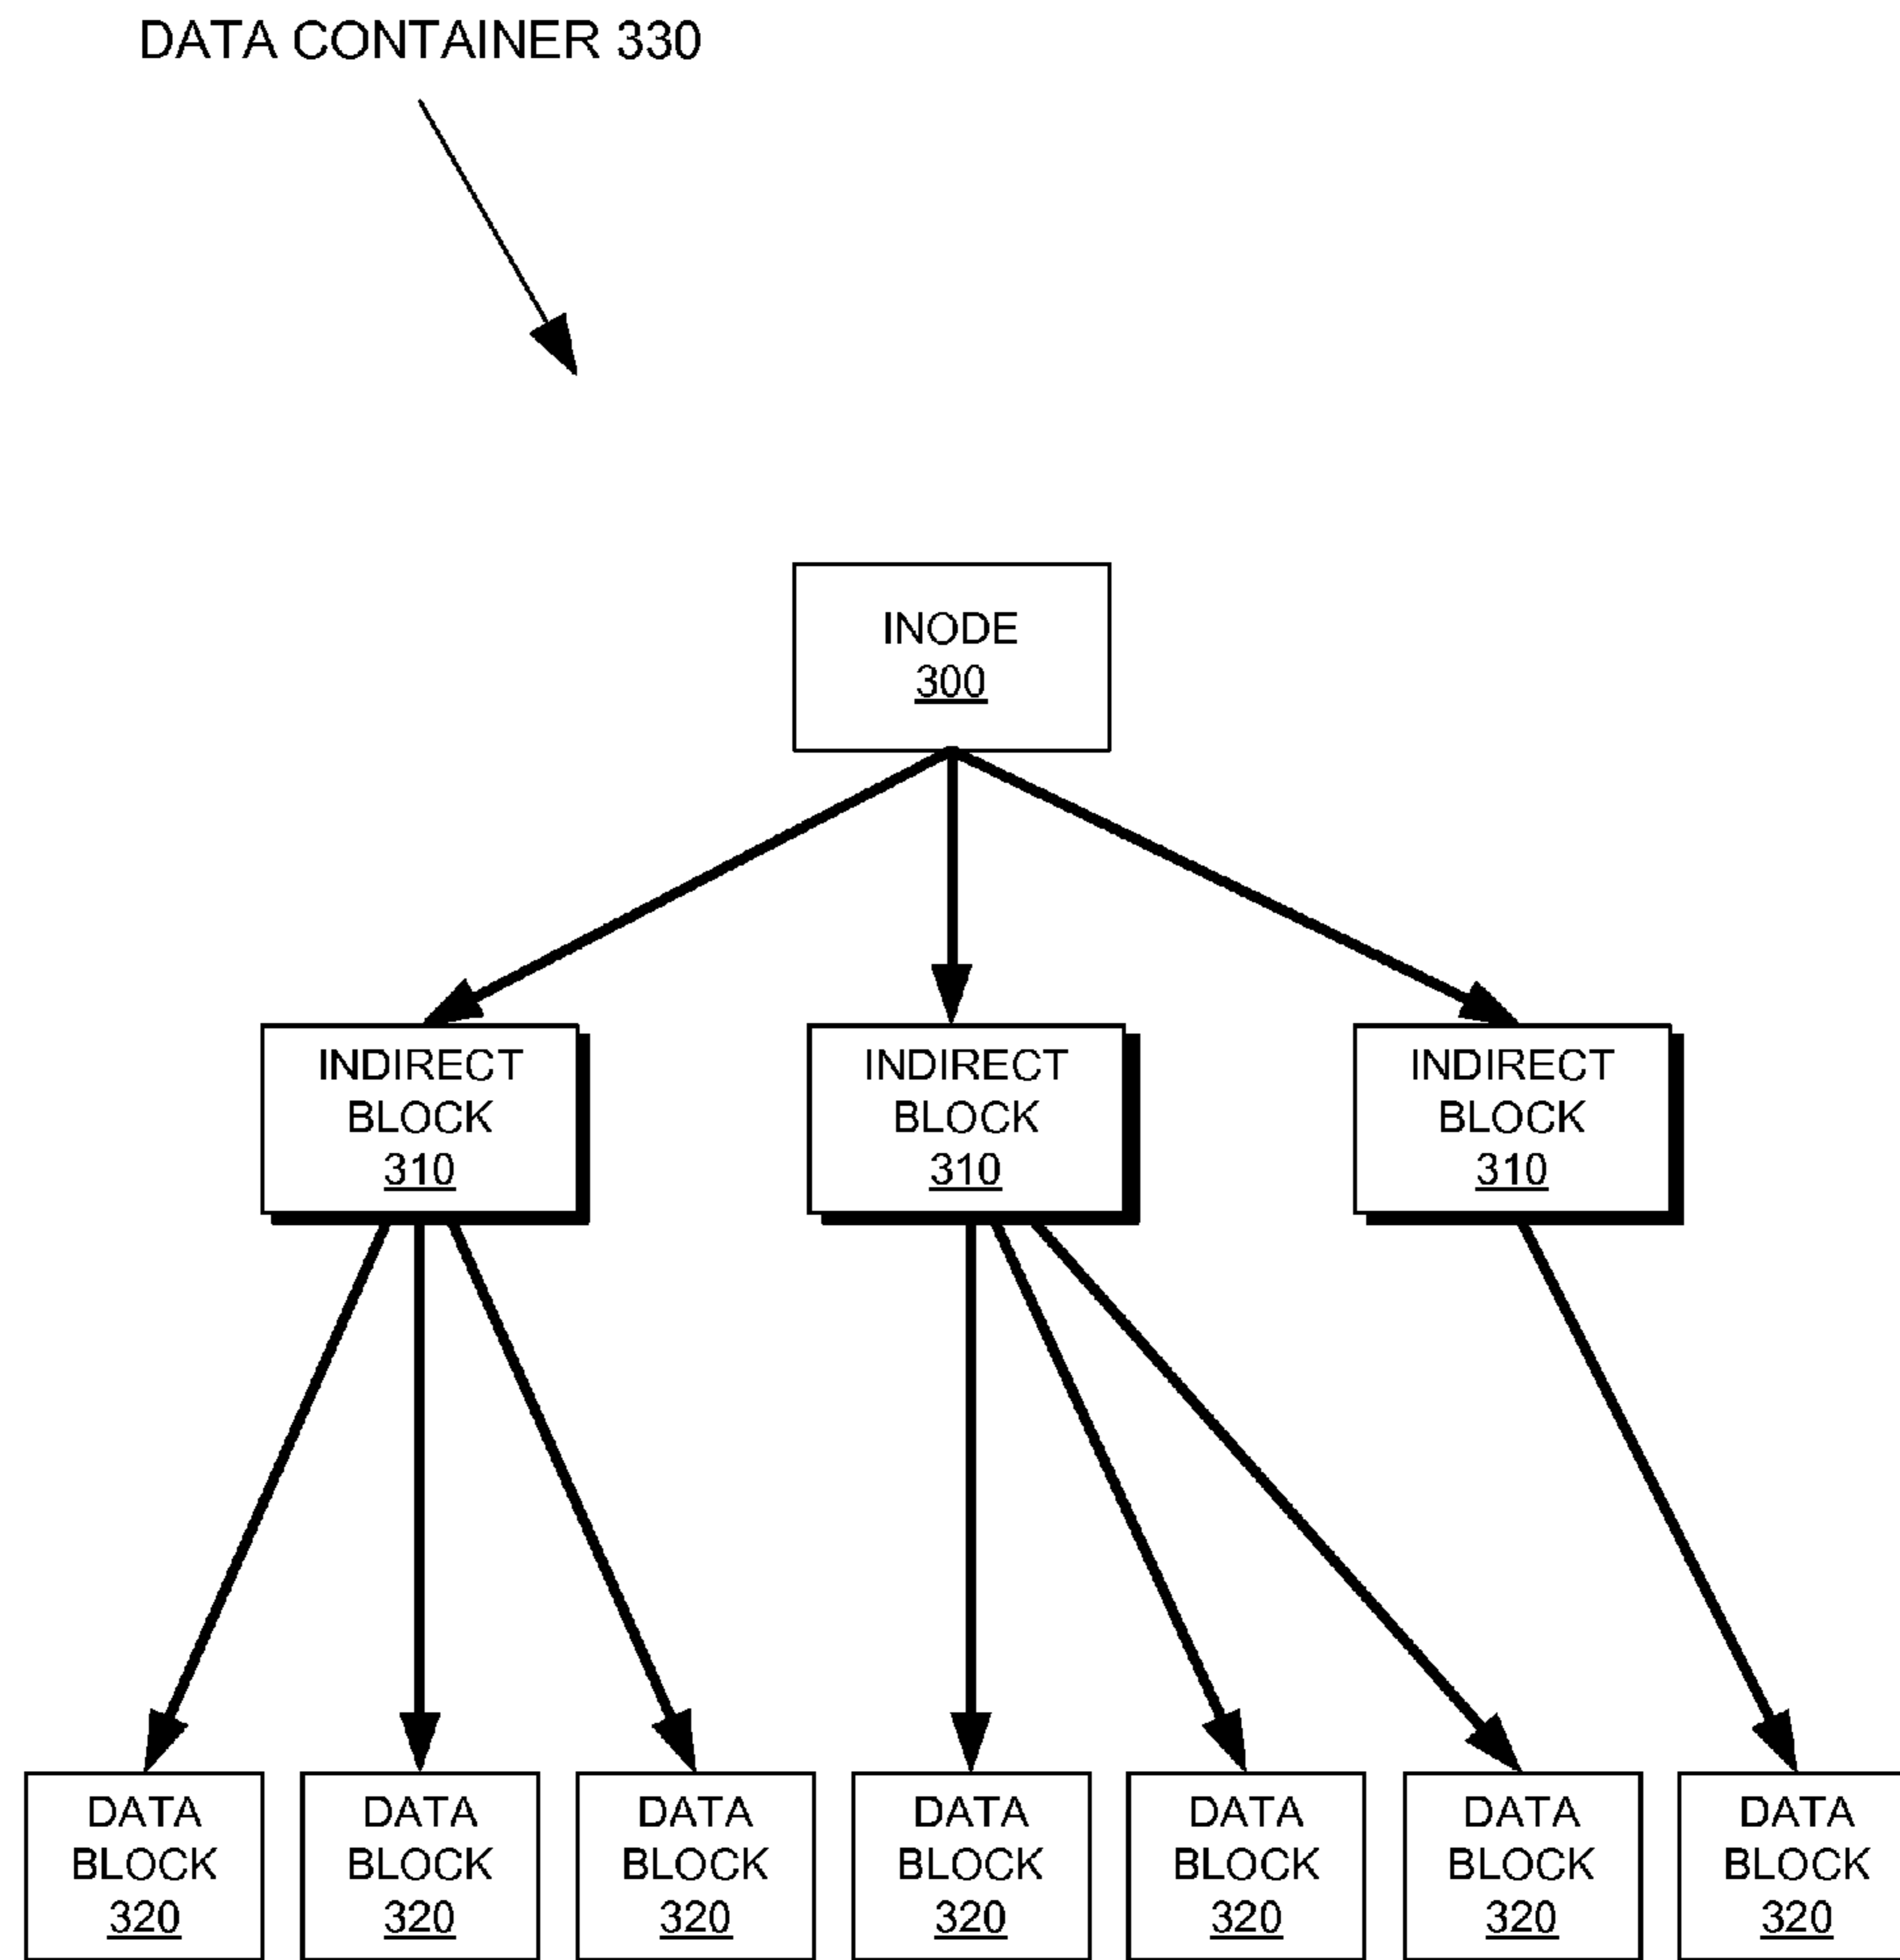 DATA CONTAINER 330
INODE
300
INDIRECT
BLOCK
310
INDIRECT
BLOCK
310
INDIRECT
BLOCK
310
DATA
BLOCK
320
DATA
BLOCK
320
DATA
BLOCK
320
DATA
BLOCK
320
DATA
BLOCK
320
DATA
BLOCK
320
DATA
BLOCK
320